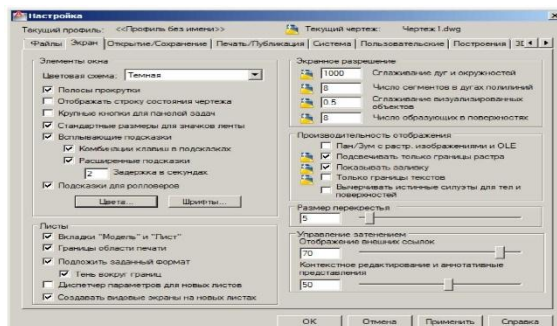 Настройка
Текущий профиль: <<Профиль без имени>> Текущий чертеж: Чертеж1.dwg
Файлы Экран Открытие/Сохранение Печать/Публикация Система Пользовательские Построения 3D
Элементы окна
Цветовая схема: Темная
Полосы прокрутки
Отображать строку состояния чертежа
Крупные кнопки для панелей задач
Стандартные размеры для значков ленты
Всплывающие подсказки
Комбинации клавиш в подсказках
Расширенные подсказки
2 Задержка в секундах
Подсказки для ролловеров
Цвета... Шрифты...
Листы
Вкладки "Модель" и "Лист"
Границы области печати
Подложить заданный формат
Тень вокруг границ
Диспетчер параметров для новых листов
Создавать видовые экраны на новых листах
Экранное разрешение
1000 Сглаживание дуг и окружностей
8 Число сегментов в дугах полилиний
0.5 Сглаживание визуализированных
объектов
8 Число образующих в поверхностях
Производительность отображения
Пан/Зум с растр. изображениями и OLE
Подсвечивать только границы растра
Показывать заливку
Только границы текстов
Вычерчивать истинные силуэты для тел и
поверхностей
Размер перекрестья
5
Управление затенением
Отображение внешних ссылок
70
Контекстное редактирование и аннотативные
представления
50
OK Отмена Применить Справка